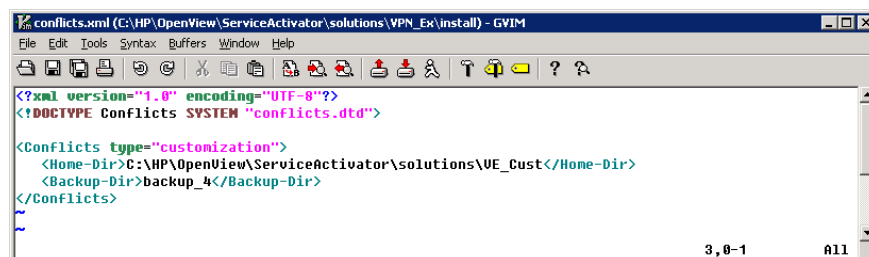 conflicts.xml (C:\HP\OpenView\ServiceActivator\solutions\VPN_Ex\install) - GVIM
File Edit Tools Syntax Buffers Window Help
<?xml version="1.0" encoding="UTF-8"?>
<!DOCTYPE Conflicts SYSTEM "conflicts.dtd">
<Conflicts type="customization">
<Home-Dir>C:\HP\OpenView\ServiceActivator\solutions\VE_Cust</Home-Dir>
<Backup-Dir>backup_4</Backup-Dir>
</Conflicts>
~
~
3,0-1 All